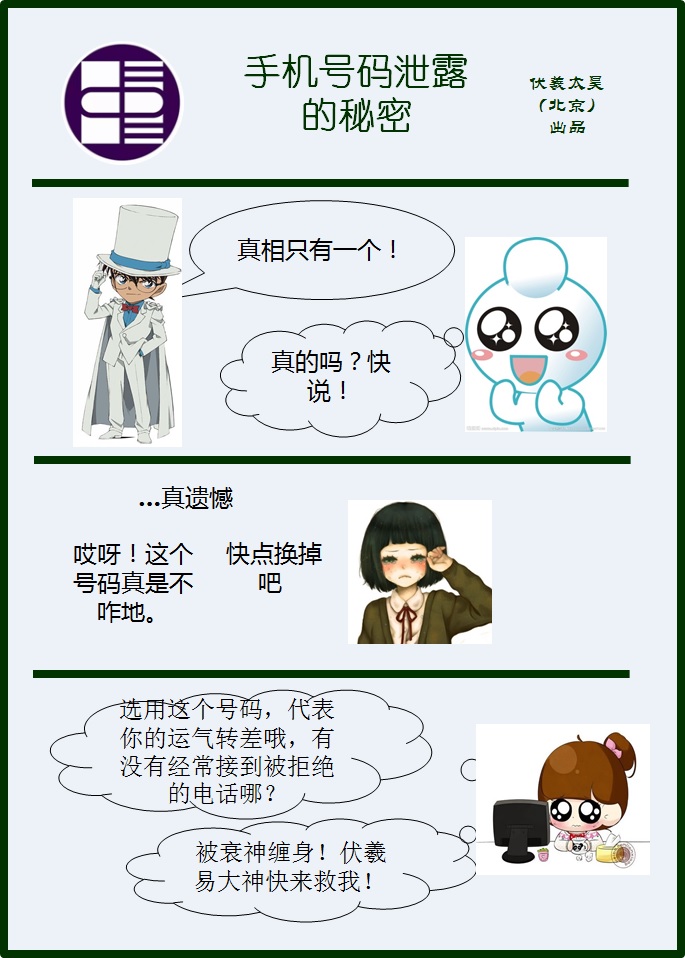 手机号码泄露
的秘密
伏羲太昊
（北京）
出品
真相只有一个！
真的吗？快
说！
...真遗憾
哎呀！这个
号码真是不
咋地。
快点换掉
吧
选用这个号码，代表
你的运气转差哦，有
没有经常接到被拒绝
的电话哪？
被衰神缠身！伏羲
易大神快来救我！